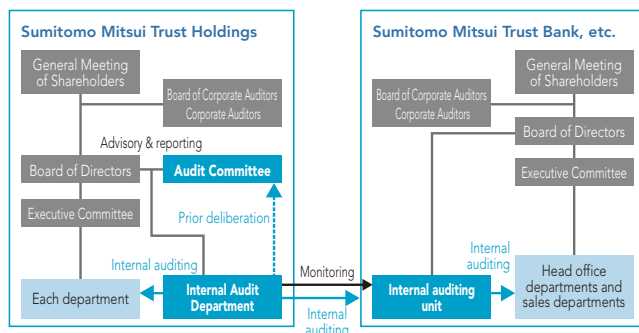 Sumitomo Mitsui Trust Holdings
General Meeting
of Shareholders
Board of Corporate Auditors
Corporate Auditors
Advisory & reporting
Board of Directors
Audit Committee
Executive Committee
Prior deliberation
Internal auditing
Each department
Internal Audit
Department
Monitoring
Internal
auditing
Sumitomo Mitsui Trust Bank, etc.
General Meeting
of Shareholders
Board of Corporate Auditors
Corporate Auditors
Board of Directors
Executive Committee
Internal
auditing
Internal auditing
unit
Head office
departments and
sales departments